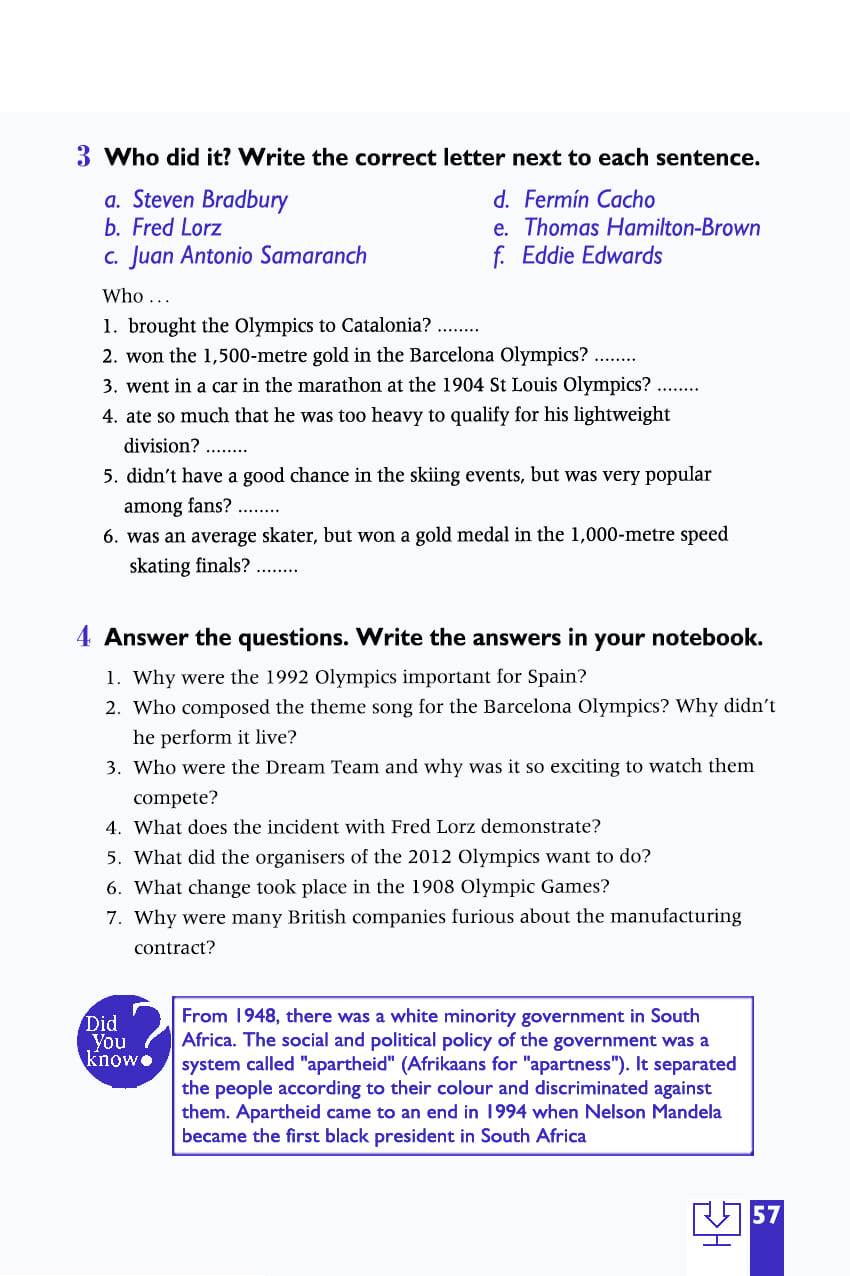 3 Who did it? Write the correct letter next to each sentence.
a. Steven Bradbury
b. Fred Lorz
c. Juan Antonio Samaranch
d. Fermín Cacho
e. Thomas Hamilton-Brown
f. Eddie Edwards
Who ...
1. brought the Olympics to Catalonia? ........
2. won the 1,500-metre gold in the Barcelona Olympics? ........
3. went in a car in the marathon at the 1904 St Louis Olympics? ........
4. ate so much that he was too heavy to qualify for his lightweight
division? ........
5. didn't have a good chance in the skiing events, but was very popular
among fans? ........
6. was an average skater, but won a gold medal in the 1,000-metre speed
skating finals? ........
4 Answer the questions. Write the answers in your notebook.
1. Why were the 1992 Olympics important for Spain?
2. Who composed the theme song for the Barcelona Olympics? Why didn't
he perform it live?
3. Who were the Dream Team and why was it so exciting to watch them
compete?
4. What does the incident with Fred Lorz demonstrate?
5. What did the organisers of the 2012 Olympics want to do?
6. What change took place in the 1908 Olympic Games?
7. Why were many British companies furious about the manufacturing
contract?
Did
You
know?
From 1948, there was a white minority government in South
Africa. The social and political policy of the government was a
system called "apartheid" (Afrikaans for "apartness"). It separated
the people according to their colour and discriminated against
them. Apartheid came to an end in 1994 when Nelson Mandela
became the first black president in South Africa
57